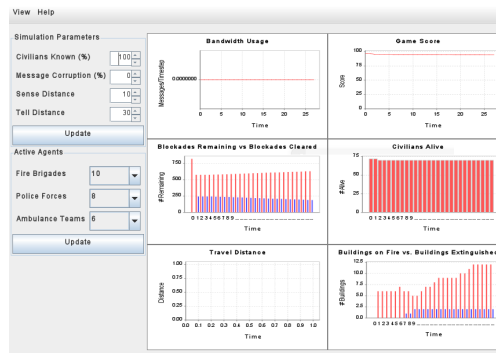 View Help
Simulation Parameters
Civilians Known (%) 100
Message Corruption (%) 0
Sense Distance 10
Tell Distance 30
Update
Active Agents
Fire Brigades 10
Police Forces 8
Ambulance Teams 6
Update
Bandwidth Usage
Messages/Timestep
0.0000000
0 5 10 15 20 25
Time
Game Score
Score
100
75
50
25
0
0 5 10 15 20 25
Time
Blockades Remaining vs Blockades Cleared
# Remaining
750
500
250
0
0 1 2 3 4 5 6 7 8 9
Time
Civilians Alive
# Alive
75
50
25
0
0 1 2 3 4 5 6 7 8 9
Time
Travel Distance
Distance
1.00
0.75
0.50
0.25
0.00
0.0 0.1 0.2 0.3 0.4 0.5 0.6 0.7 0.8 0.9 1.0
Time
Buildings on Fire vs. Buildings Extinguished
# Buildings
12.5
10.0
7.5
5.0
2.5
0.0
0 1 2 3 4 5 6 7 8 9
Time